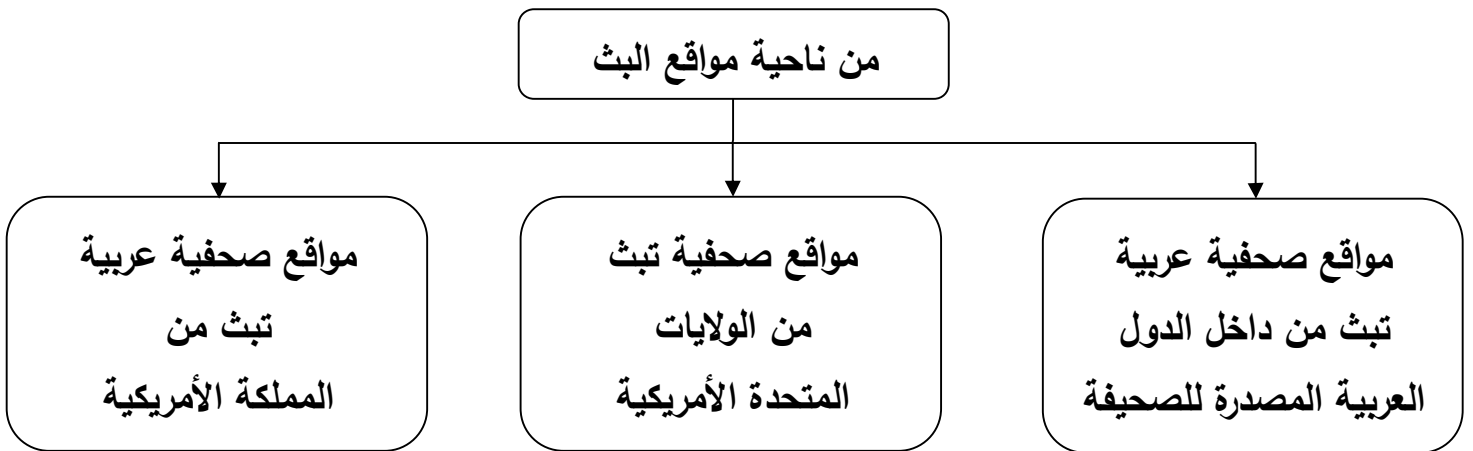 من ناحية مواقع البث
مواقع صحفية عربية
تبث من داخل الدول
العربية المصدرة للصحيفة
مواقع صحفية تبث
من الولايات
المتحدة الأمريكية
مواقع صحفية عربية
تبث من
المملكة الأمريكية